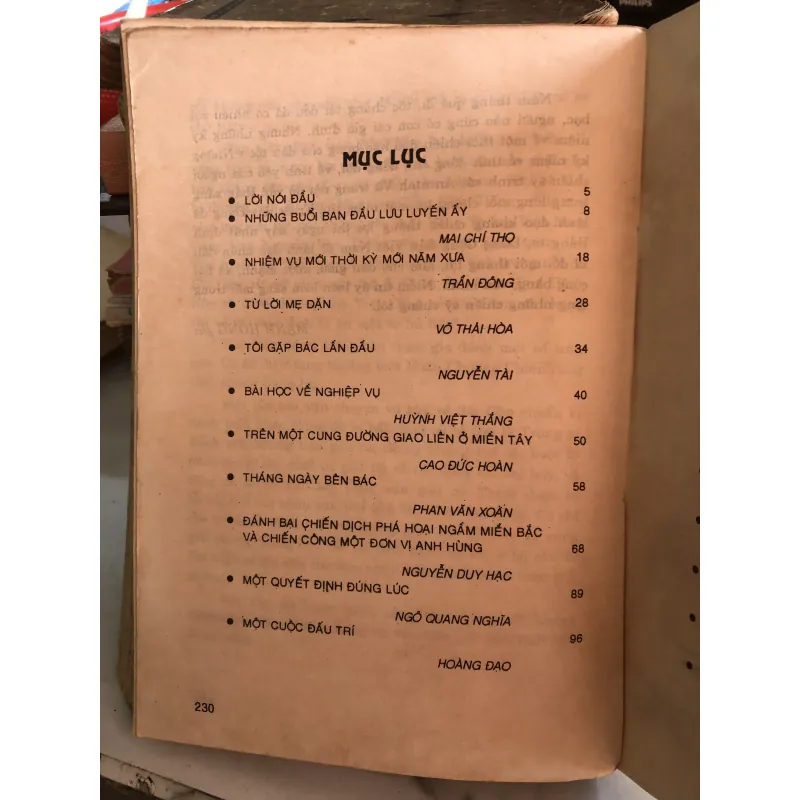 PHILIPS
MỤC LỤC
● LỜI NÓI ĐẦU 5
● NHỮNG BUỔI BAN ĐẦU LƯU LUYẾN ẤY 8
MAI CHÍ THỌ
● NHIỆM VỤ MỚI THỜI KỲ MỚI NĂM XƯA 18
TRẦN ĐÔNG
● TỪ LỜI MẸ DẶN 28
VÕ THÁI HÒA
● TÔI GẶP BÁC LẦN ĐẦU 34
NGUYỄN TÀI
● BÀI HỌC VỀ NGHIỆP VỤ 40
HUỲNH VIỆT THẮNG
● TRÊN MỘT CUNG ĐƯỜNG GIAO LIÊN Ở MIỀN TÂY 50
CAO ĐỨC HOÀN
● THÁNG NGÀY BÊN BÁC 58
PHAN VĂN XOÀN
● ĐÁNH BẠI CHIẾN DỊCH PHÁ HOẠI NGẦM MIỀN BẮC
VÀ CHIẾN CÔNG MỘT ĐƠN VỊ ANH HÙNG 68
NGUYỄN DUY HẠC
● MỘT QUYẾT ĐỊNH ĐÚNG LÚC 89
NGÔ QUANG NGHĨA
● MỘT CUỘC ĐẤU TRÍ 96
HOÀNG ĐẠO
230